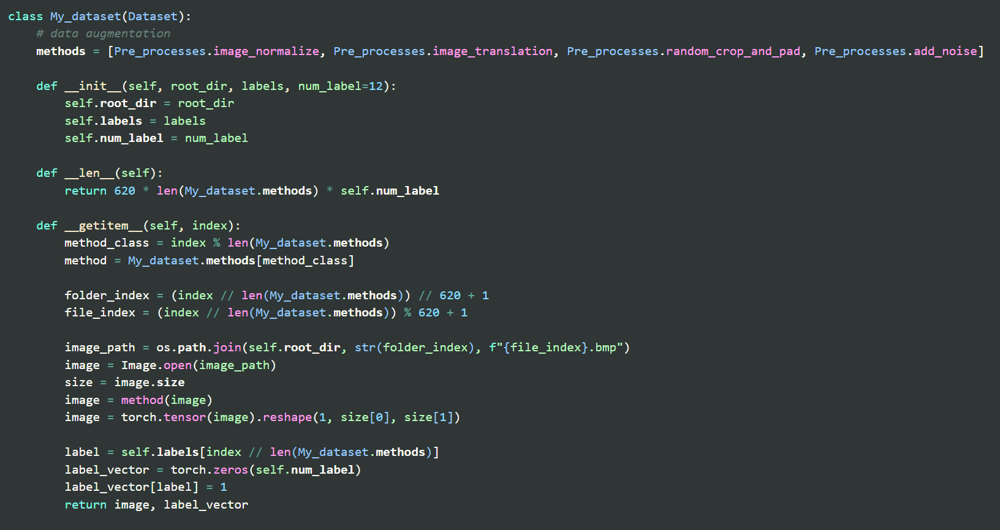 class My_dataset(Dataset):
    # data augmentation
    methods = [Pre_processes.image_normalize, Pre_processes.image_translation, Pre_processes.random_crop_and_pad, Pre_processes.add_noise]

    def __init__(self, root_dir, labels, num_label=12):
        self.root_dir = root_dir
        self.labels = labels
        self.num_label = num_label

    def __len__(self):
        return 620 * len(My_dataset.methods) * self.num_label

    def __getitem__(self, index):
        method_class = index % len(My_dataset.methods)
        method = My_dataset.methods[method_class]

        folder_index = (index // len(My_dataset.methods)) // 620 + 1
        file_index = (index // len(My_dataset.methods)) % 620 + 1

        image_path = os.path.join(self.root_dir, str(folder_index), f"{file_index}.bmp")
        image = Image.open(image_path)
        size = image.size
        image = method(image)
        image = torch.tensor(image).reshape(1, size[0], size[1])

        label = self.labels[index // len(My_dataset.methods)]
        label_vector = torch.zeros(self.num_label)
        label_vector[label] = 1
        return image, label_vector